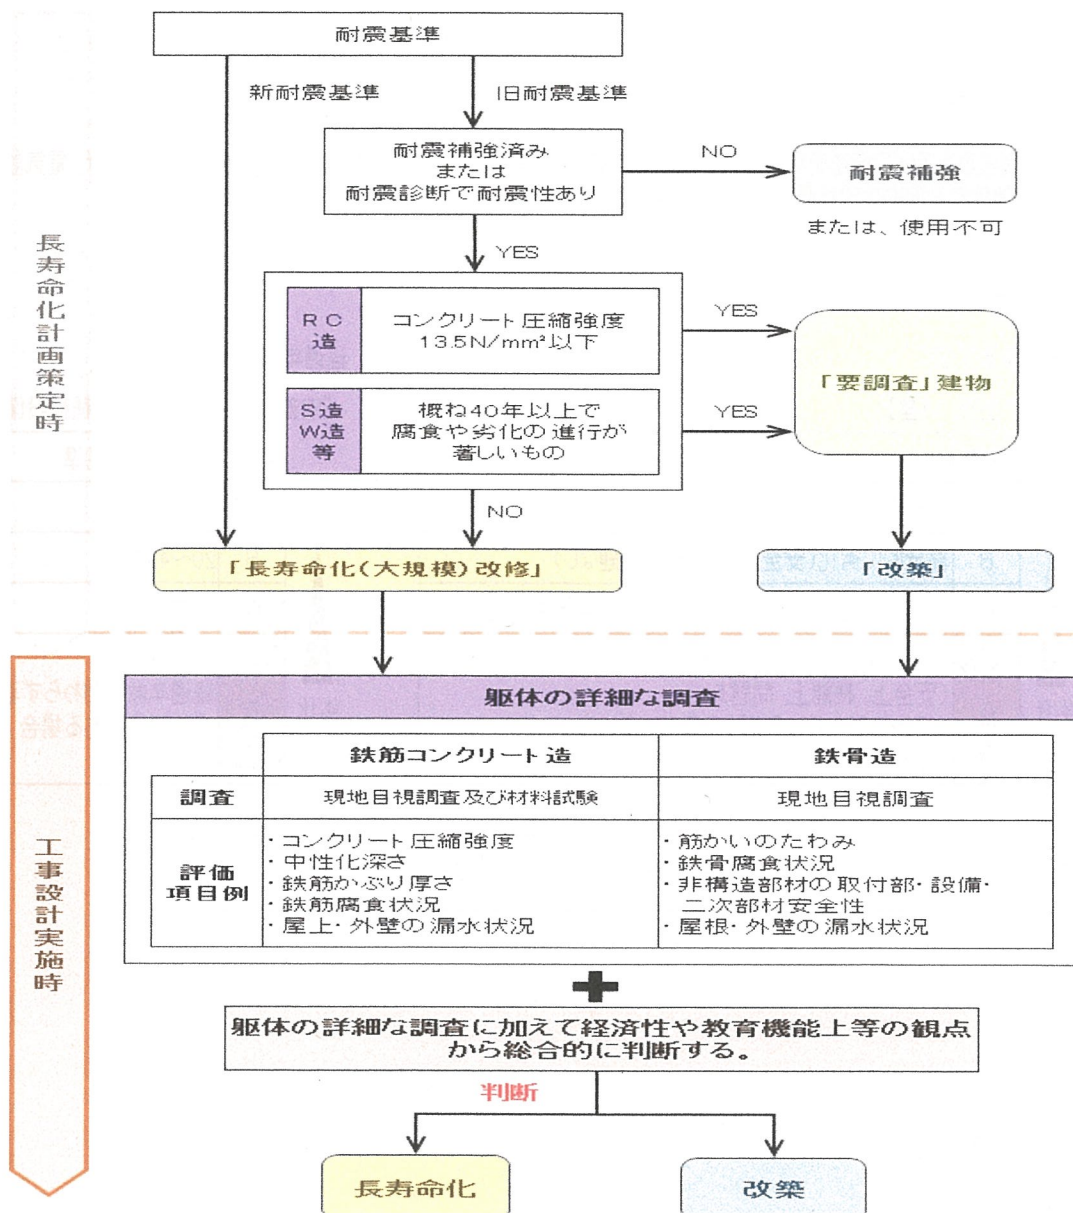 耐震基準
新耐震基準
旧耐震基準
耐震補強済み
または
耐震診断で耐震性あり
NO
耐震補強
または、使用不可
YES
長寿命化計画策定時
RC
造
コンクリート圧縮強度
13.5N/mm²以下
YES
「要調査」建物
S造
W造
等
概ね40年以上で
腐食や劣化の進行が
著しいもの
YES
NO
「長寿命化(大規模)改修」
「改築」
工事設計実施時
躯体の詳細な調査
鉄筋コンクリート造
鉄骨造
調査
現地目視調査及び材料試験
現地目視調査
評価
項目例
・コンクリート圧縮強度
・中性化深さ
・鉄筋かぶり厚さ
・鉄筋腐食状況
・屋上・外壁の漏水状況
・筋かいのたわみ
・鉄骨腐食状況
・非構造部材の取付部・設備・
二次部材安全性
・屋根・外壁の漏水状況
躯体の詳細な調査に加えて経済性や教育機能上等の観点
から総合的に判断する。
判断
長寿命化
改築